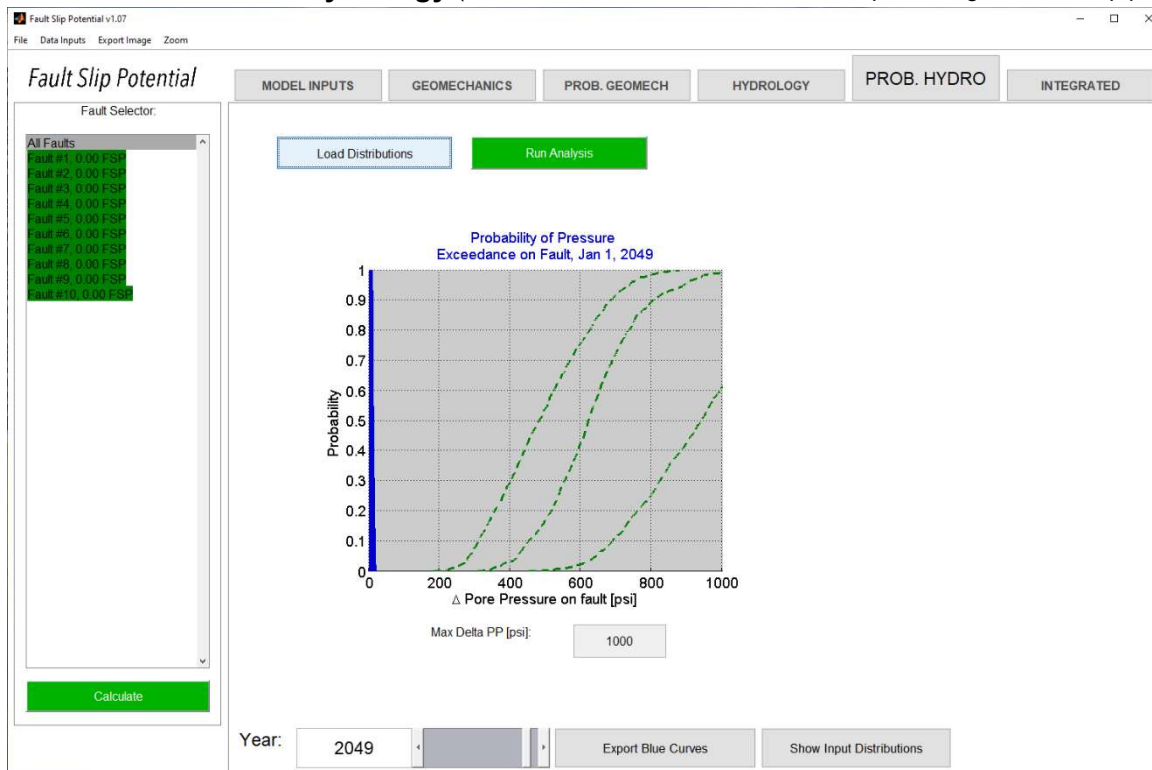 Fault Slip Potential v1.07
File Data Inputs Export Image Zoom
Fault Slip Potential
MODEL INPUTS GEOMECHANICS PROB. GEOMECH HYDROLOGY PROB. HYDRO INTEGRATED
Fault Selector:
All Faults
Fault #1, 0.00 FSP
Fault #2, 0.00 FSP
Fault #3, 0.00 FSP
Fault #4, 0.00 FSP
Fault #5, 0.00 FSP
Fault #6, 0.00 FSP
Fault #7, 0.00 FSP
Fault #8, 0.00 FSP
Fault #9, 0.00 FSP
Fault #10, 0.00 FSP
Calculate
Load Distributions Run Analysis
Probability of Pressure
Exceedance on Fault, Jan 1, 2049
1
0.9
0.8
0.7
0.6
0.5
0.4
0.3
0.2
0.1
0
Probability
0 200 400 600 800 1000
Δ Pore Pressure on fault [psi]
Max Delta PP [psi]: 1000
Year: 2049 Export Blue Curves Show Input Distributions